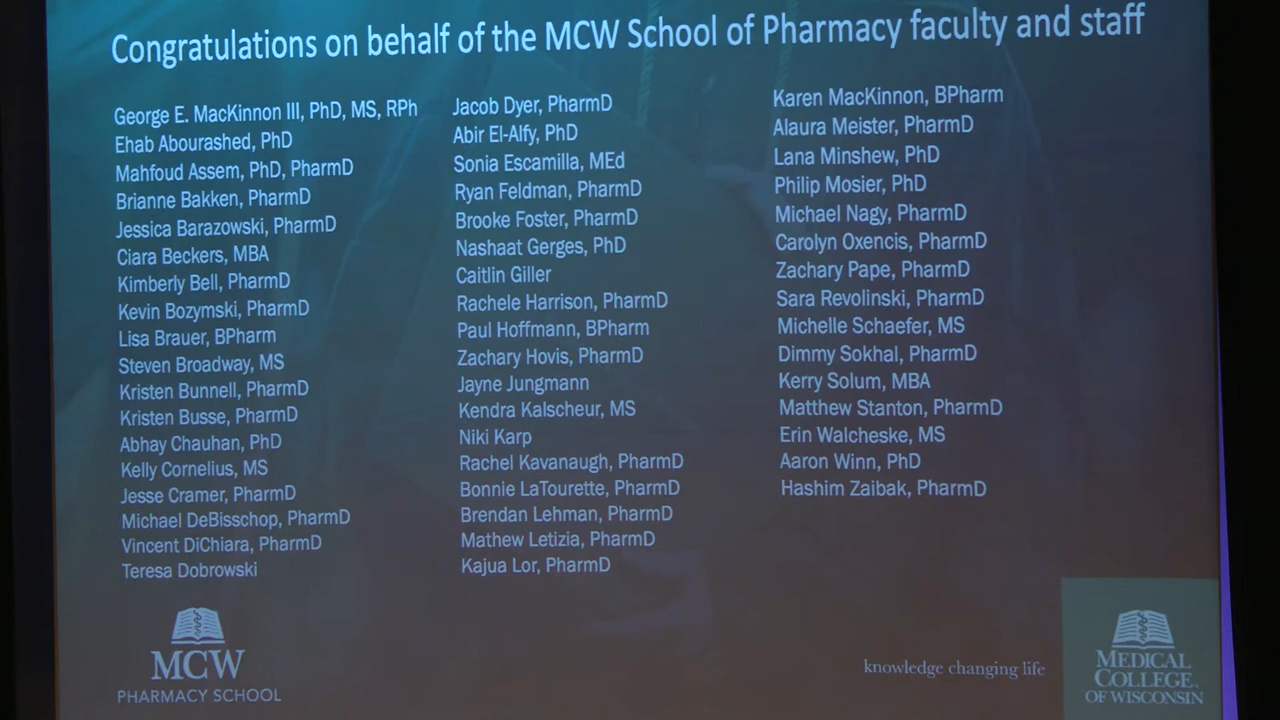 Congratulations on behalf of the MCW School of Pharmacy faculty and staff
George E. MacKinnon III, PhD, MS, RPh
Ehab Abourashed, PhD
Mahfoud Assem, PhD, PharmD
Brianne Bakken, PharmD
Jessica Barazowski, PharmD
Ciara Beckers, MBA
Kimberly Bell, PharmD
Kevin Bozymski, PharmD
Lisa Brauer, BPharm
Steven Broadway, MS
Kristen Bunnell, PharmD
Kristen Busse, PharmD
Abhay Chauhan, PhD
Kelly Cornelius, MS
Jesse Cramer, PharmD
Michael DeBisschop, PharmD
Vincent DiChiara, PharmD
Teresa Dobrowski
Jacob Dyer, PharmD
Abir El-Alfy, PhD
Sonia Escamilla, MEd
Ryan Feldman, PharmD
Brooke Foster, PharmD
Nashaat Gerges, PhD
Caitlin Giller
Rachele Harrison, PharmD
Paul Hoffmann, BPharm
Zachary Hovis, PharmD
Jayne Jungmann
Kendra Kalscheur, MS
Niki Karp
Rachel Kavanaugh, PharmD
Bonnie LaTourette, PharmD
Brendan Lehman, PharmD
Mathew Letizia, PharmD
Kajua Lor, PharmD
Karen MacKinnon, BPharm
Alaura Meister, PharmD
Lana Minshew, PhD
Philip Mosier, PhD
Michael Nagy, PharmD
Carolyn Oxencis, PharmD
Zachary Pape, PharmD
Sara Revolinski, PharmD
Michelle Schaefer, MS
Dimmy Sokhal, PharmD
Kerry Solum, MBA
Matthew Stanton, PharmD
Erin Walcheske, MS
Aaron Winn, PhD
Hashim Zaibak, PharmD
MCW
PHARMACY SCHOOL
knowledge changing life
MEDICAL
COLLEGE
OF WISCONSIN